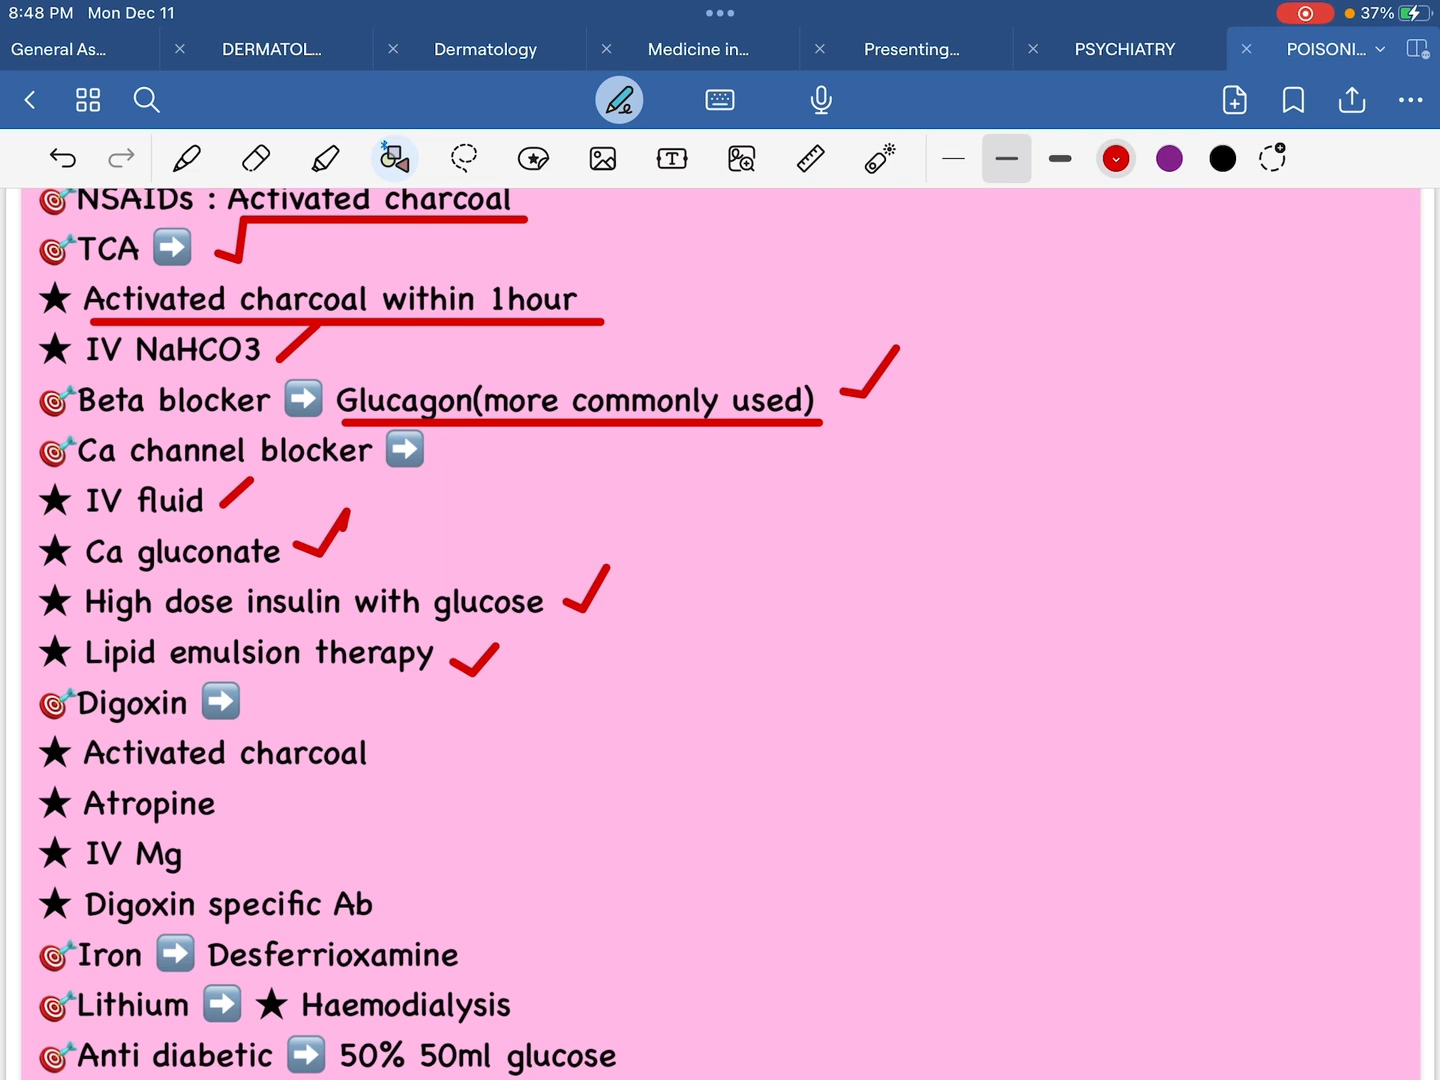 8:48 PM Mon Dec 11
37%
General As...
DERMATOL...
Dermatology
Medicine in...
Presenting...
PSYCHIATRY
POISONI...
NSAIDs : Activated charcoal
TCA ➡️
★ Activated charcoal within 1hour
★ IV NaHCO3
Beta blocker ➡️ Glucagon(more commonly used)
Ca channel blocker ➡️
★ IV fluid
★ Ca gluconate
★ High dose insulin with glucose
★ Lipid emulsion therapy
Digoxin ➡️
★ Activated charcoal
★ Atropine
★ IV Mg
★ Digoxin specific Ab
Iron ➡️ Desferrioxamine
Lithium ➡️ ★ Haemodialysis
Anti diabetic ➡️ 50% 50ml glucose